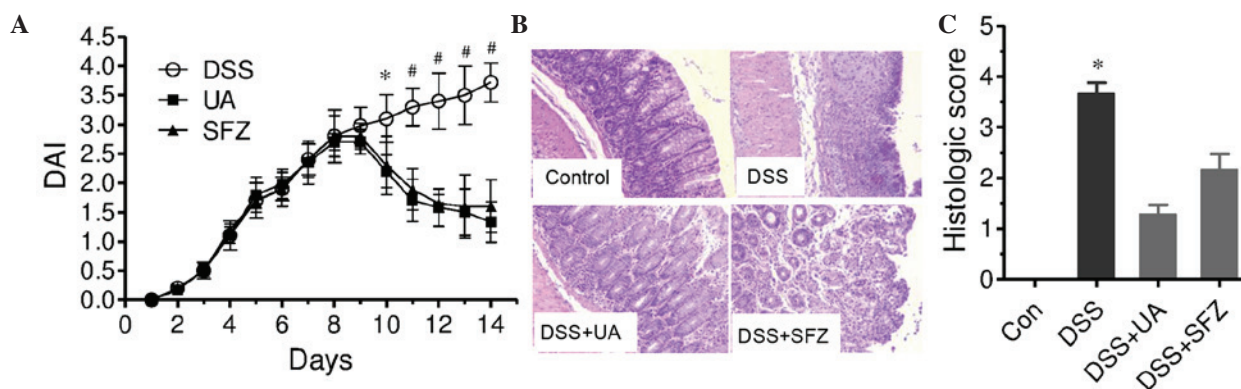 A
DAI
4.5
4.0
3.5
3.0
2.5
2.0
1.5
1.0
0.5
0.0
DSS
UA
SFZ
* # # # #
0 2 4 6 8 10 12 14
Days
B
Control
DSS
DSS+UA
DSS+SFZ
C
Histologic score
5
4
3
2
1
0
*
Con
DSS
DSS+UA
DSS+SFZ